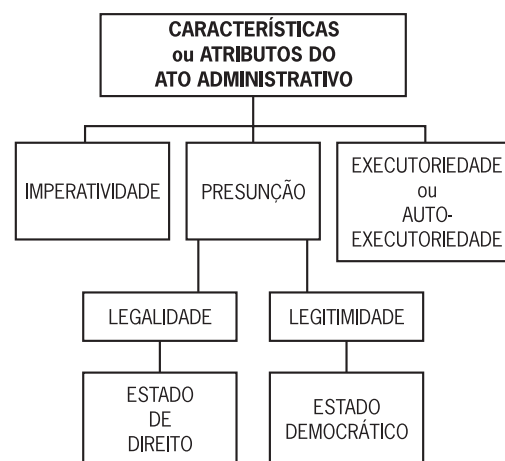 CARACTERÍSTICAS
ou ATRIBUTOS DO
ATO ADMINISTRATIVO
IMPERATIVIDADE
PRESUNÇÃO
EXECUTORIEDADE
ou
AUTO-
EXECUTORIEDADE
LEGALIDADE
LEGITIMIDADE
ESTADO
DE
DIREITO
ESTADO
DEMOCRÁTICO